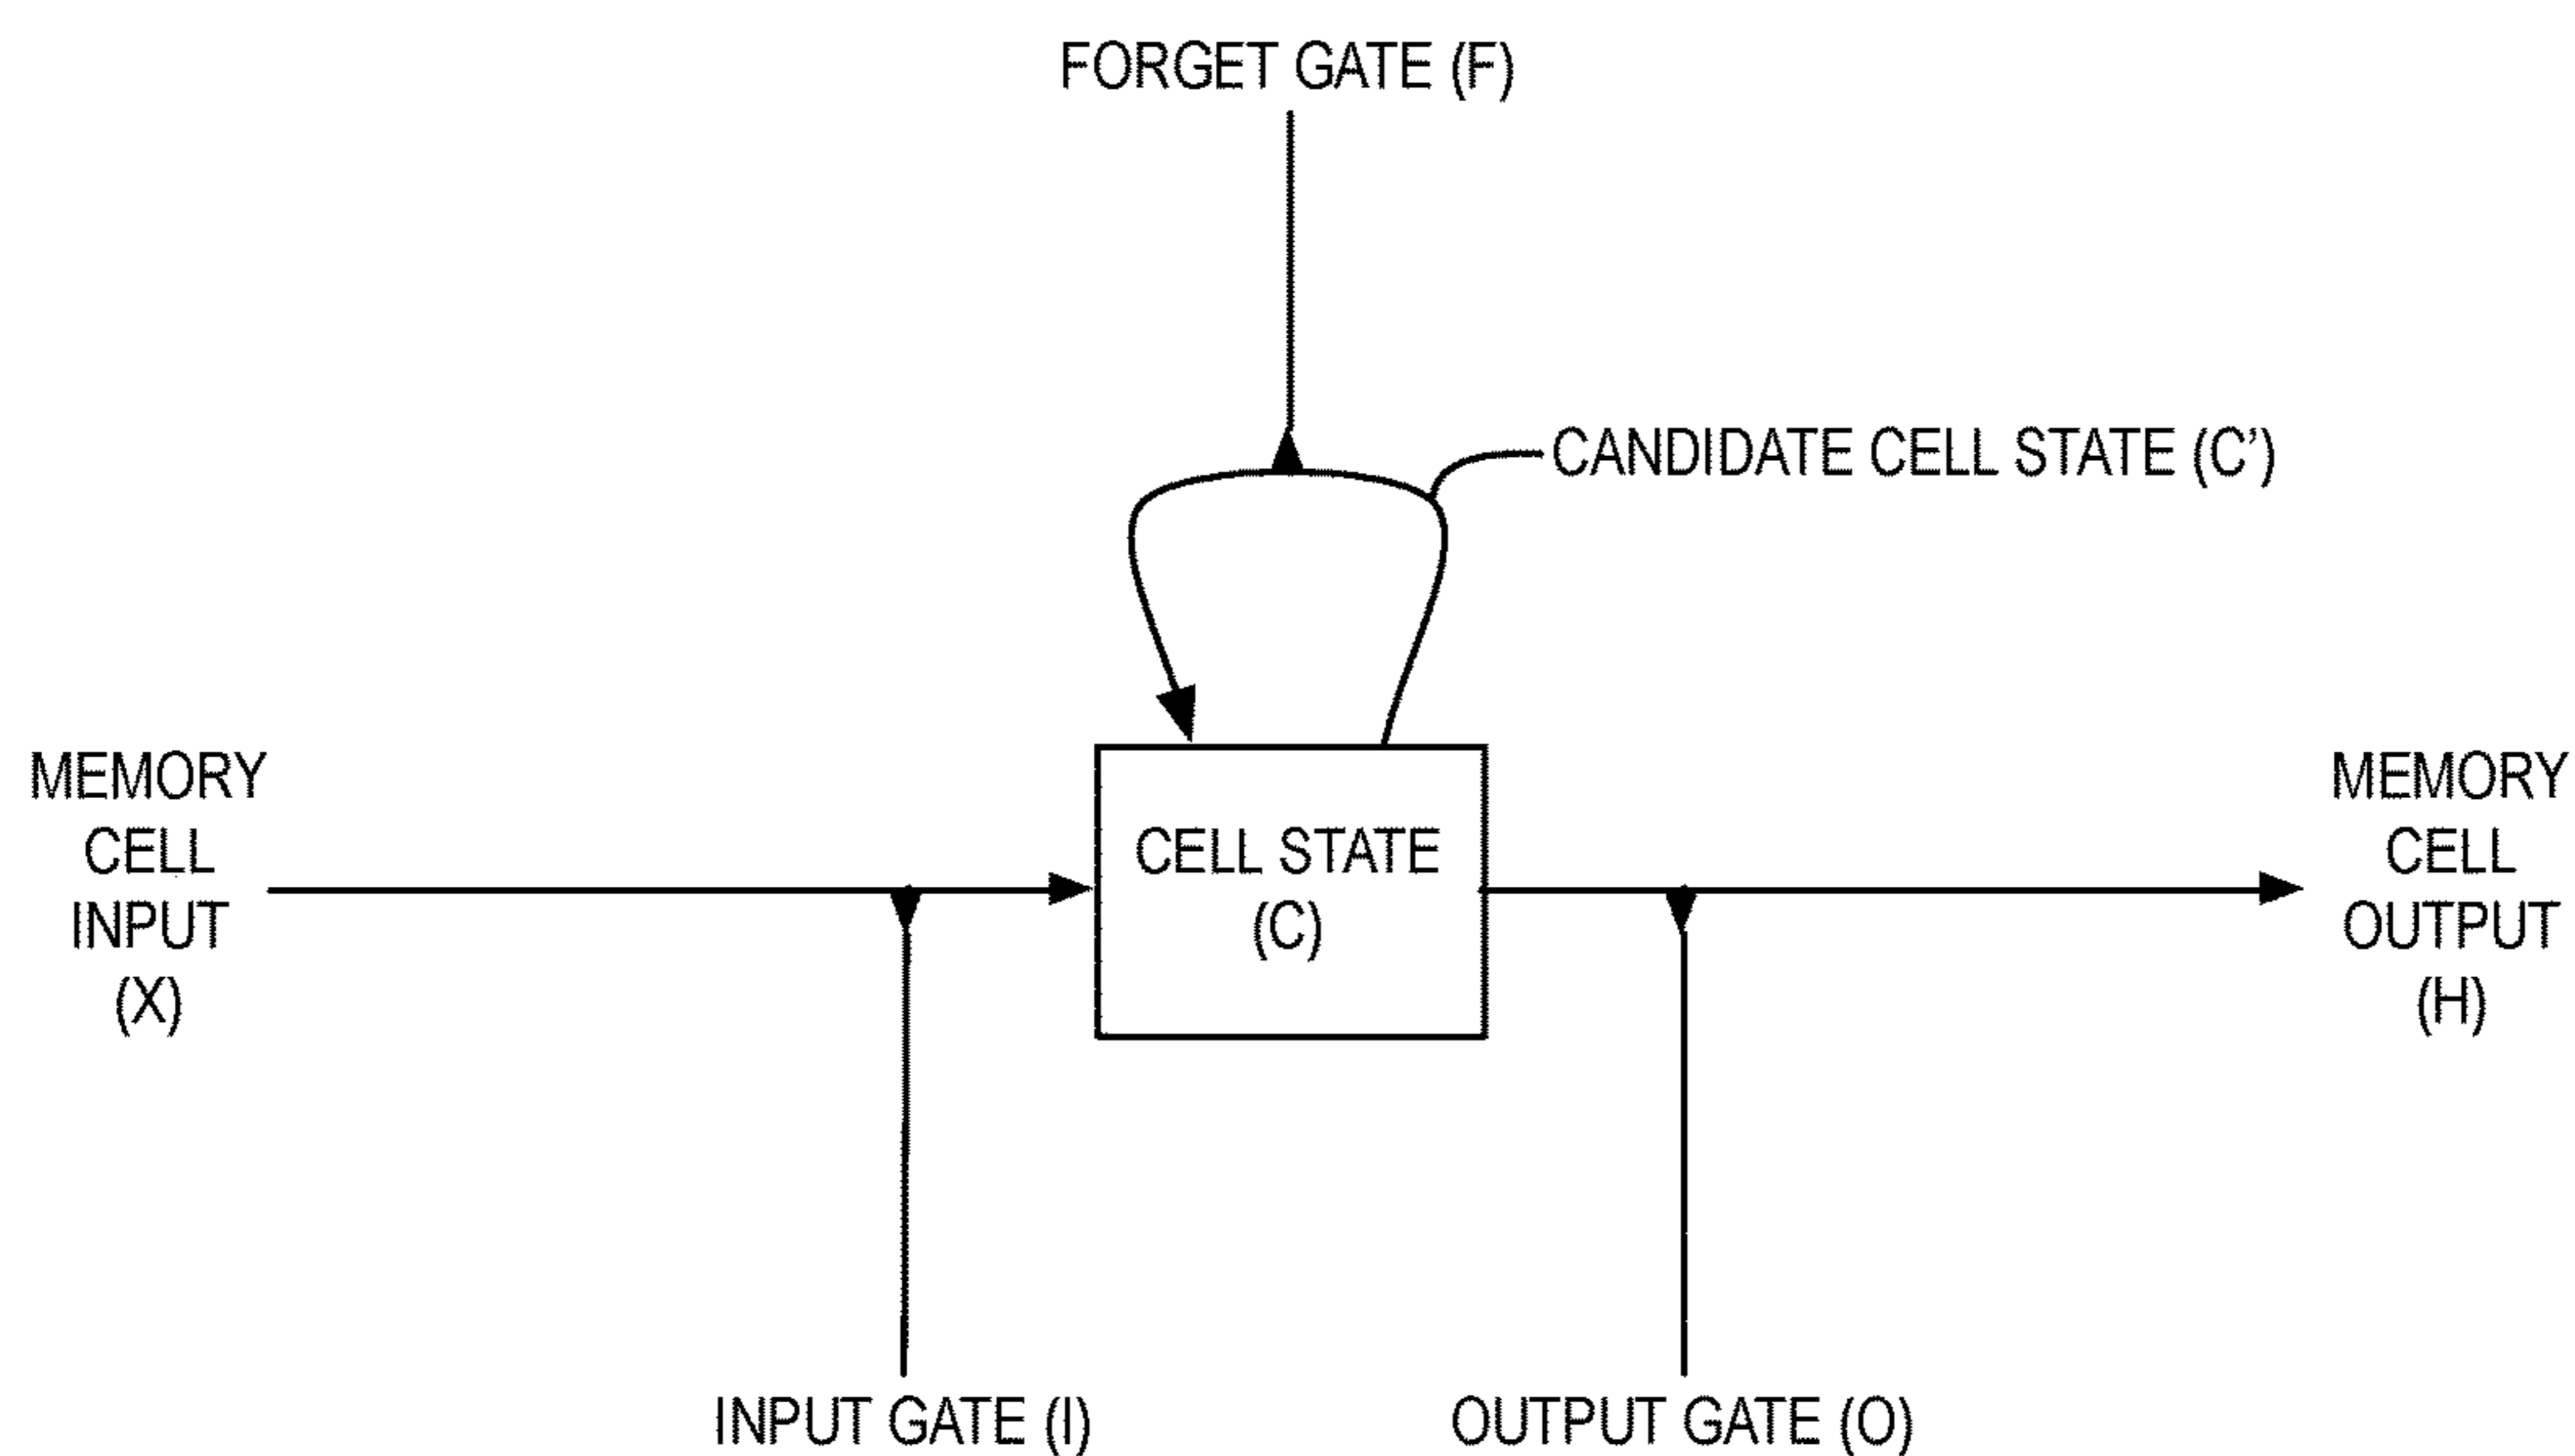 FORGET GATE (F)
CANDIDATE CELL STATE (C’)
MEMORY
CELL
INPUT
(X)
CELL STATE
(C)
MEMORY
CELL
OUTPUT
(H)
INPUT GATE (I)
OUTPUT GATE (O)